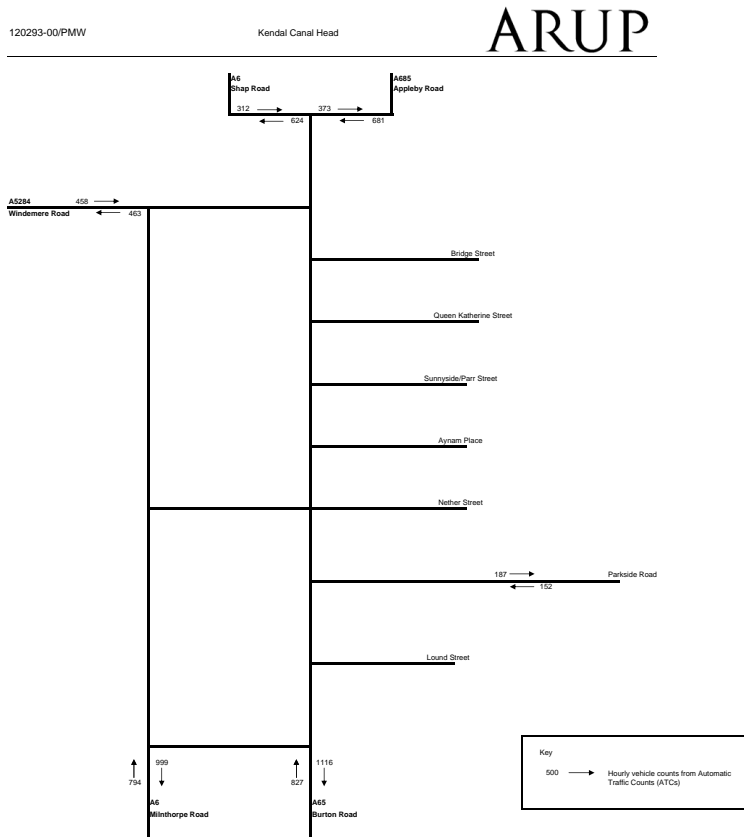 120293-00/PMW
Kendal Canal Head
ARUP
A6
Shap Road
A685
Appleby Road
312
373
624
681
A5284
458
Windemere Road
463
Bridge Street
Queen Katherine Street
Sunnyside/Parr Street
Aynam Place
Nether Street
187
Parkside Road
152
Lound Street
999
1116
794
827
A6
Milnthorpe Road
A65
Burton Road
Key
500
Hourly vehicle counts from Automatic
Traffic Counts (ATCs)